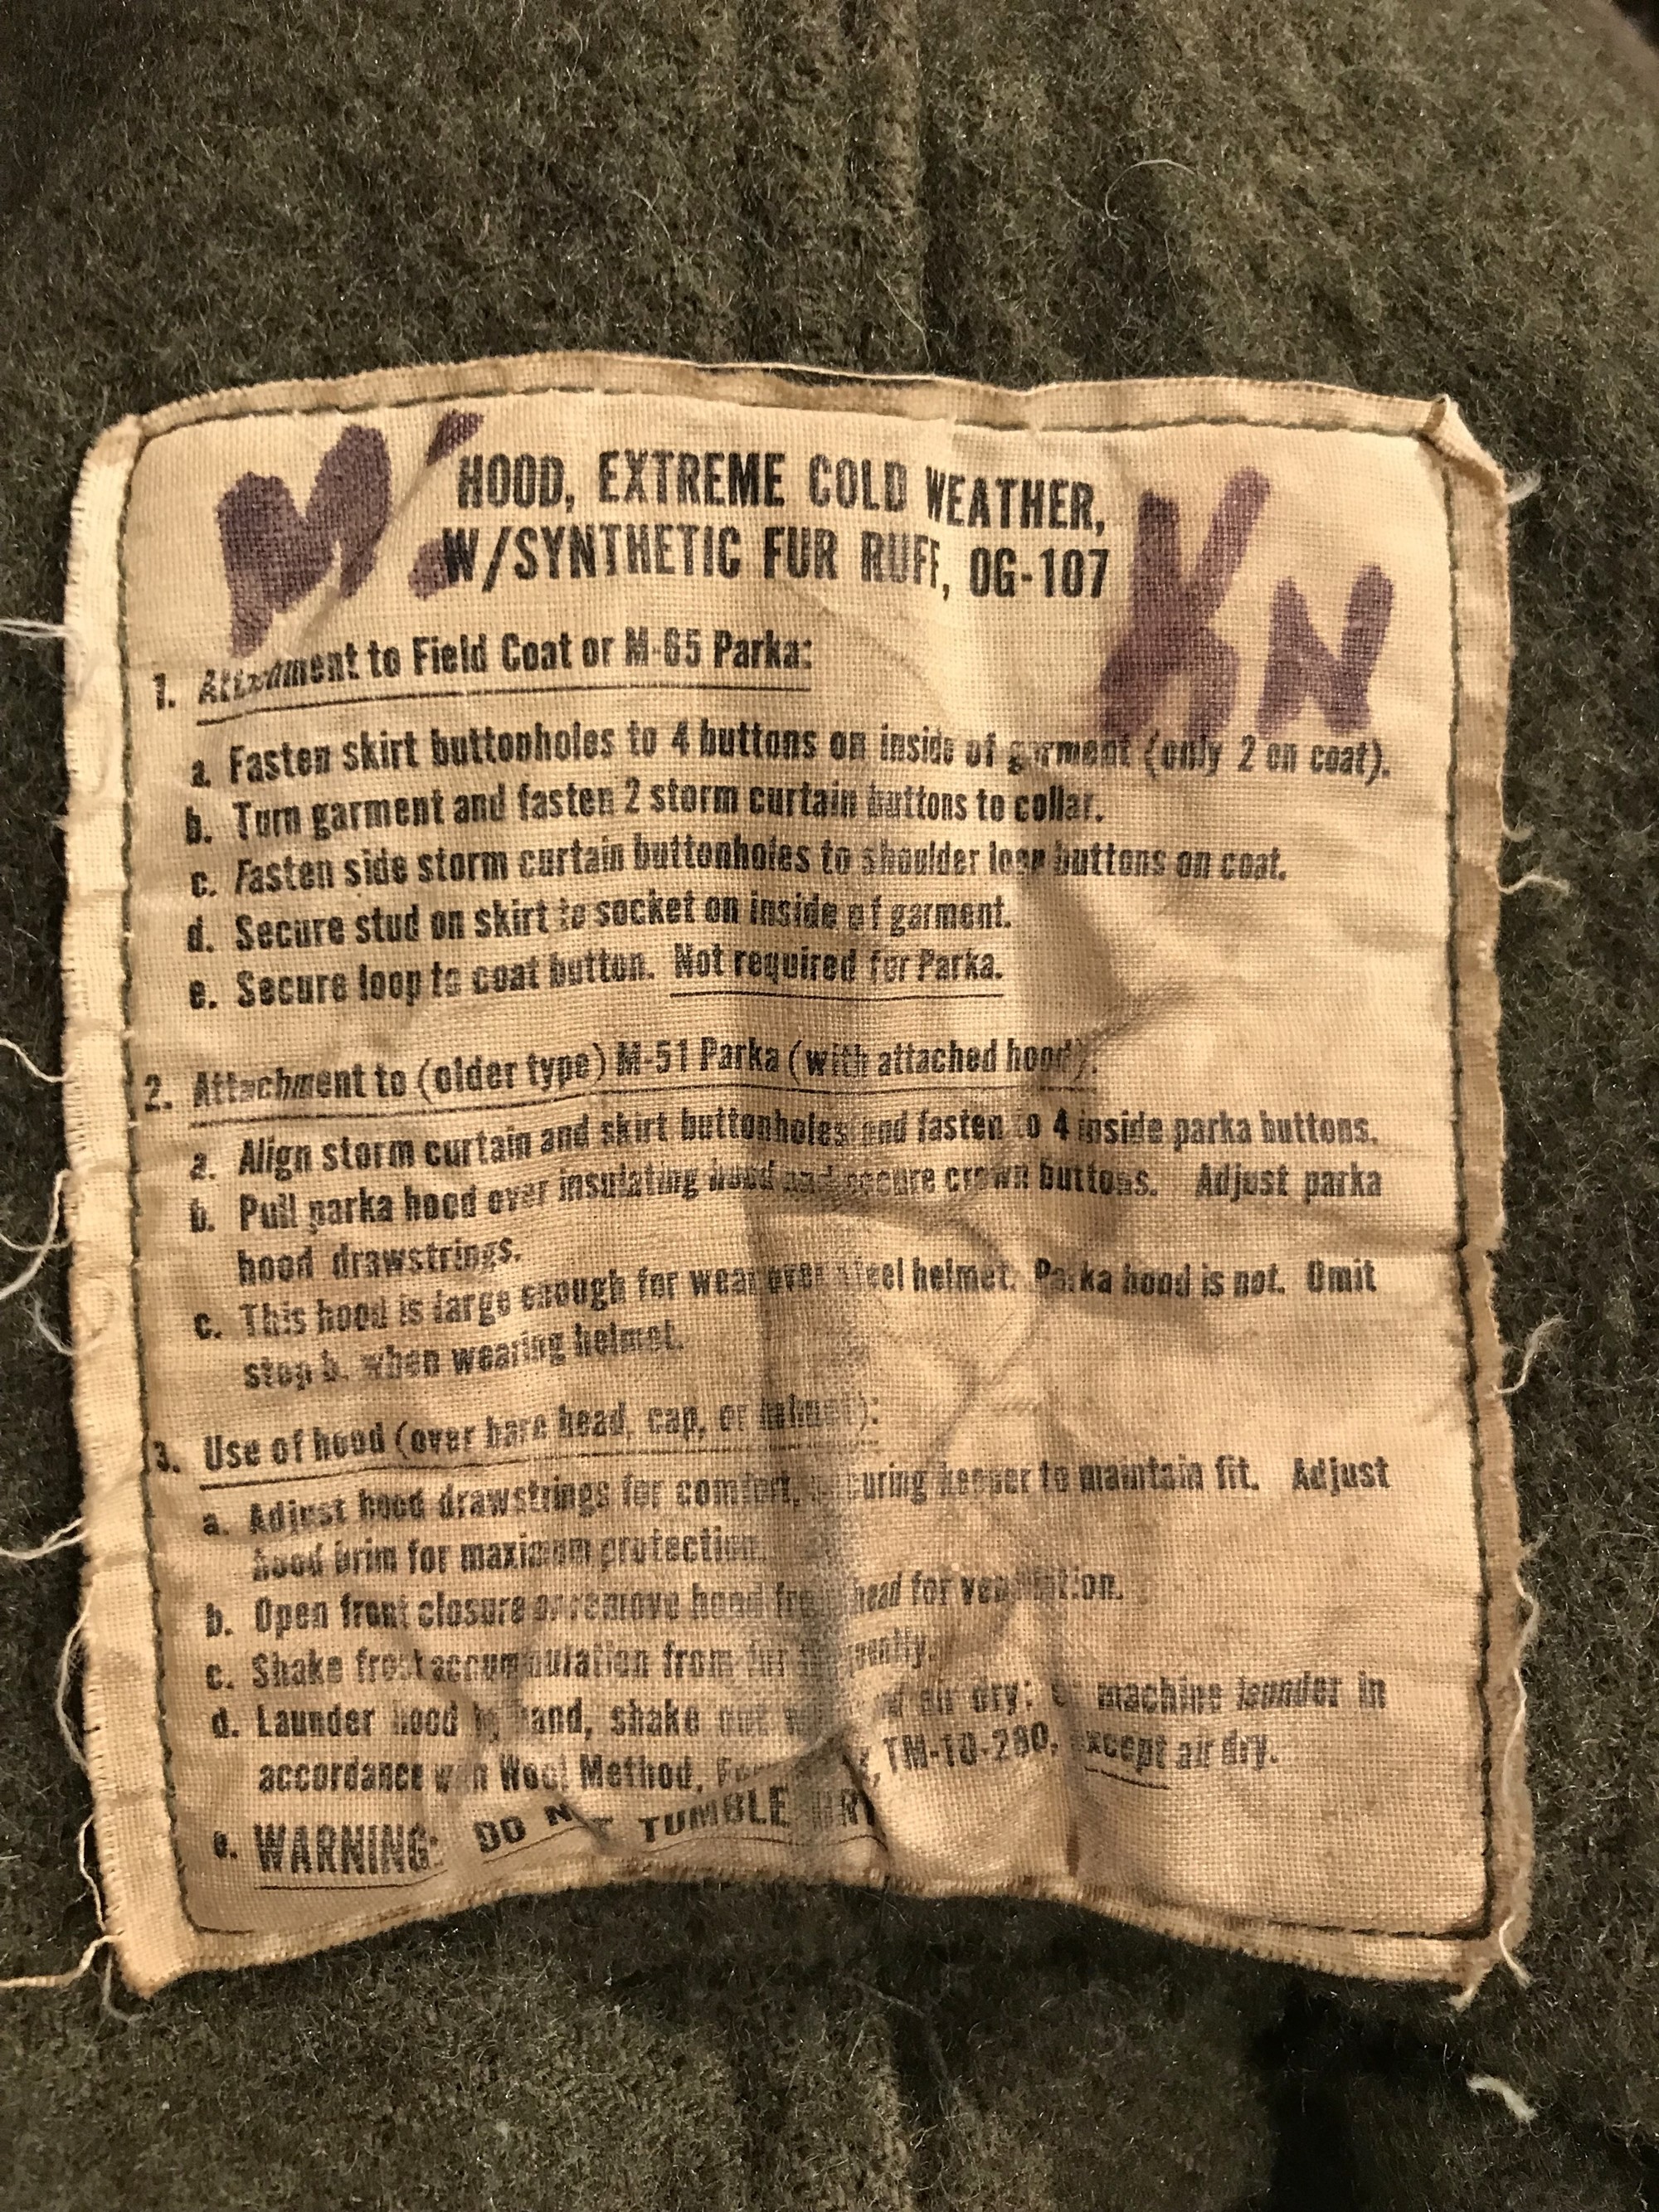 HOOD, EXTREME COLD WEATHER,
W/SYNTHETIC FUR RUFF, OG-107
1. Attachment to Field Coat or M-65 Parka:
a. Fasten skirt buttonholes to 4 buttons on inside of garment (only 2 on coat).
b. Turn garment and fasten 2 storm curtain buttons to collar.
c. Fasten side storm curtain buttonholes to shoulder loop buttons on coat.
d. Secure stud on skirt to socket on inside of garment.
e. Secure loop to coat button. Not required for Parka.
2. Attachment to (older type) M-51 Parka (with attached hood):
a. Align storm curtain and skirt buttonholes and fasten to 4 inside parka buttons.
b. Pull parka hood over insulating hood and secure crown buttons. Adjust parka
hood drawstrings.
c. This hood is large enough for wear over steel helmet. Parka hood is not. Omit
step b. when wearing helmet.
3. Use of hood (over bare head, cap, or helmet):
a. Adjust hood drawstrings for comfort, securing keeper to maintain fit. Adjust
hood brim for maximum protection.
b. Open front closure or remove hood from head for ventilation.
c. Shake frost accumulation from fur frequently.
d. Launder hood by hand, shake out and air dry: or machine launder in
accordance with Wool Method, TM-10-280, except air dry.
e. WARNING: DO NOT TUMBLE DRY